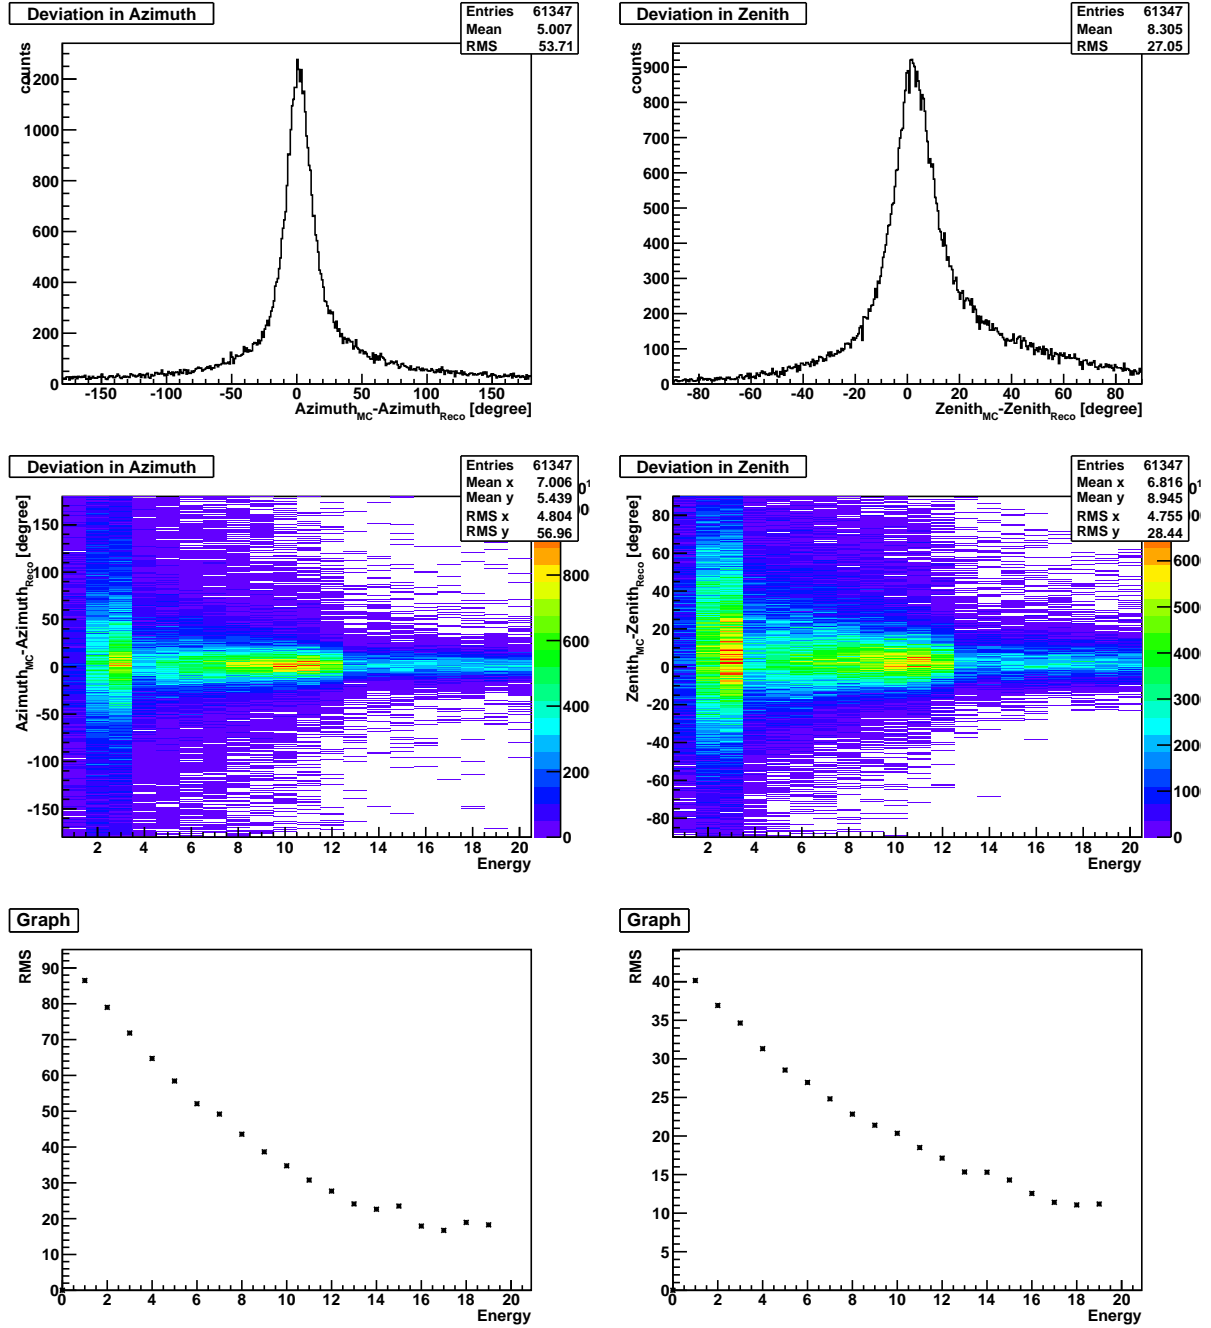 Deviation in Azimuth
Entries 61347
Mean 5.007
RMS 53.71
counts
1200
1000
800
600
400
200
0
-150 -100 -50 0 50 100 150
AzimuthMC-AzimuthReco [degree]
Deviation in Zenith
Entries 61347
Mean 8.305
RMS 27.05
counts
900
800
700
600
500
400
300
200
100
0
-80 -60 -40 -20 0 20 40 60 80
ZenithMC-ZenithReco [degree]
Deviation in Azimuth
Entries 61347
Mean x 7.006
Mean y 5.439
RMS x 4.804
RMS y 56.96
AzimuthMC-AzimuthReco [degree]
150
100
50
0
-50
-100
-150
2 4 6 8 10 12 14 16 18 20
Energy
800
600
400
200
0
Deviation in Zenith
Entries 61347
Mean x 6.816
Mean y 8.945
RMS x 4.755
RMS y 28.44
ZenithMC-ZenithReco [degree]
80
60
40
20
0
-20
-40
-60
-80
2 4 6 8 10 12 14 16 18 20
Energy
0
Graph
RMS
90
80
70
60
50
40
30
20
10
0
0 2 4 6 8 10 12 14 16 18 20
Energy
Graph
RMS
40
35
30
25
20
15
10
5
0
0 2 4 6 8 10 12 14 16 18 20
Energy